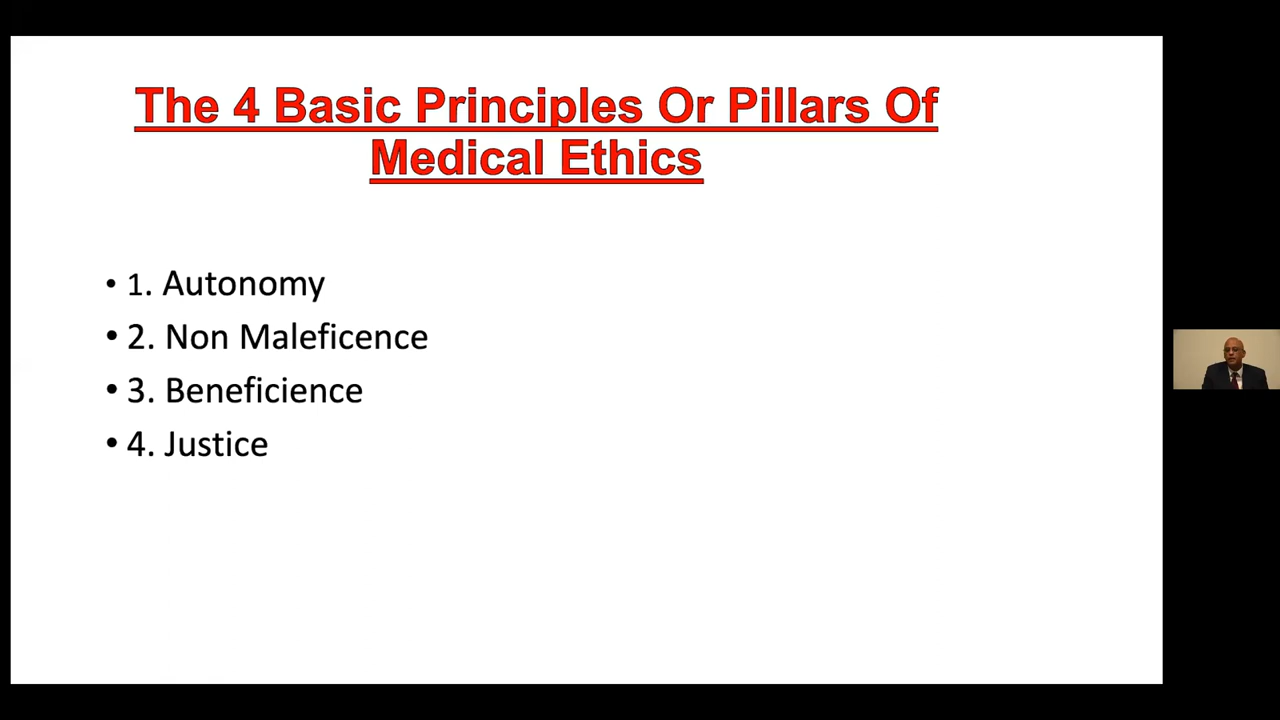 The 4 Basic Principles Or Pillars Of
Medical Ethics
• 1. Autonomy
• 2. Non Maleficence
• 3. Beneficience
• 4. Justice